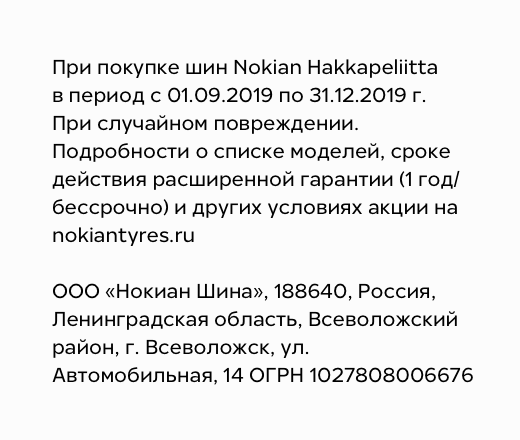 При покупке шин Nokian Hakkapeliitta
в период с 01.09.2019 по 31.12.2019 г.
При случайном повреждении.
Подробности о списке моделей, сроке
действия расширенной гарантии (1 год/
бессрочно) и других условиях акции на
nokiantyres.ru
ООО «Нокиан Шина», 188640, Россия,
Ленинградская область, Всеволожский
район, г. Всеволожск, ул.
Автомобильная, 14 ОГРН 1027808006676